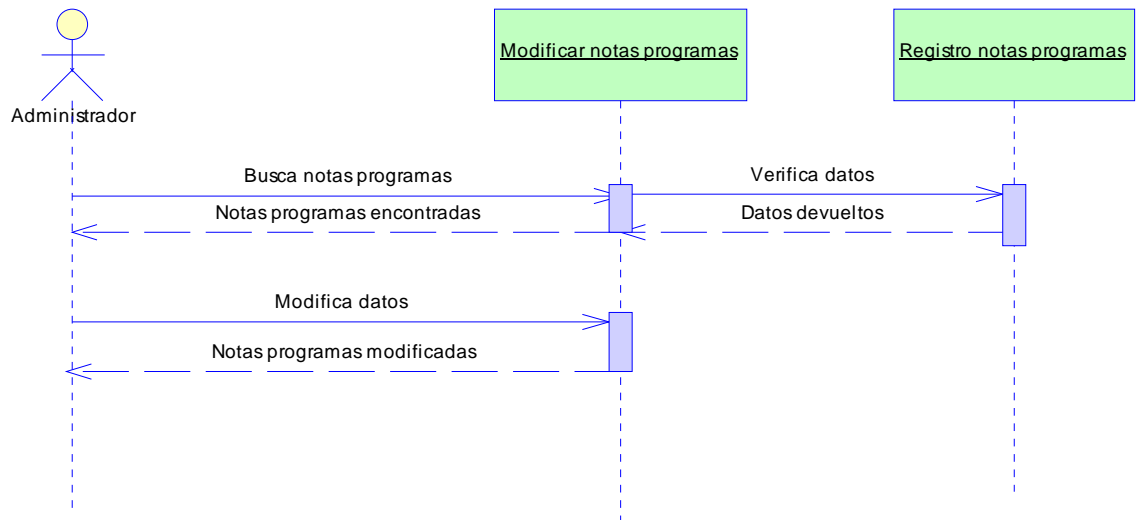 Modificar notas programas
Registro notas programas
Administrador
Busca notas programas
Verifica datos
Notas programas encontradas
Datos devueltos
Modifica datos
Notas programas modificadas